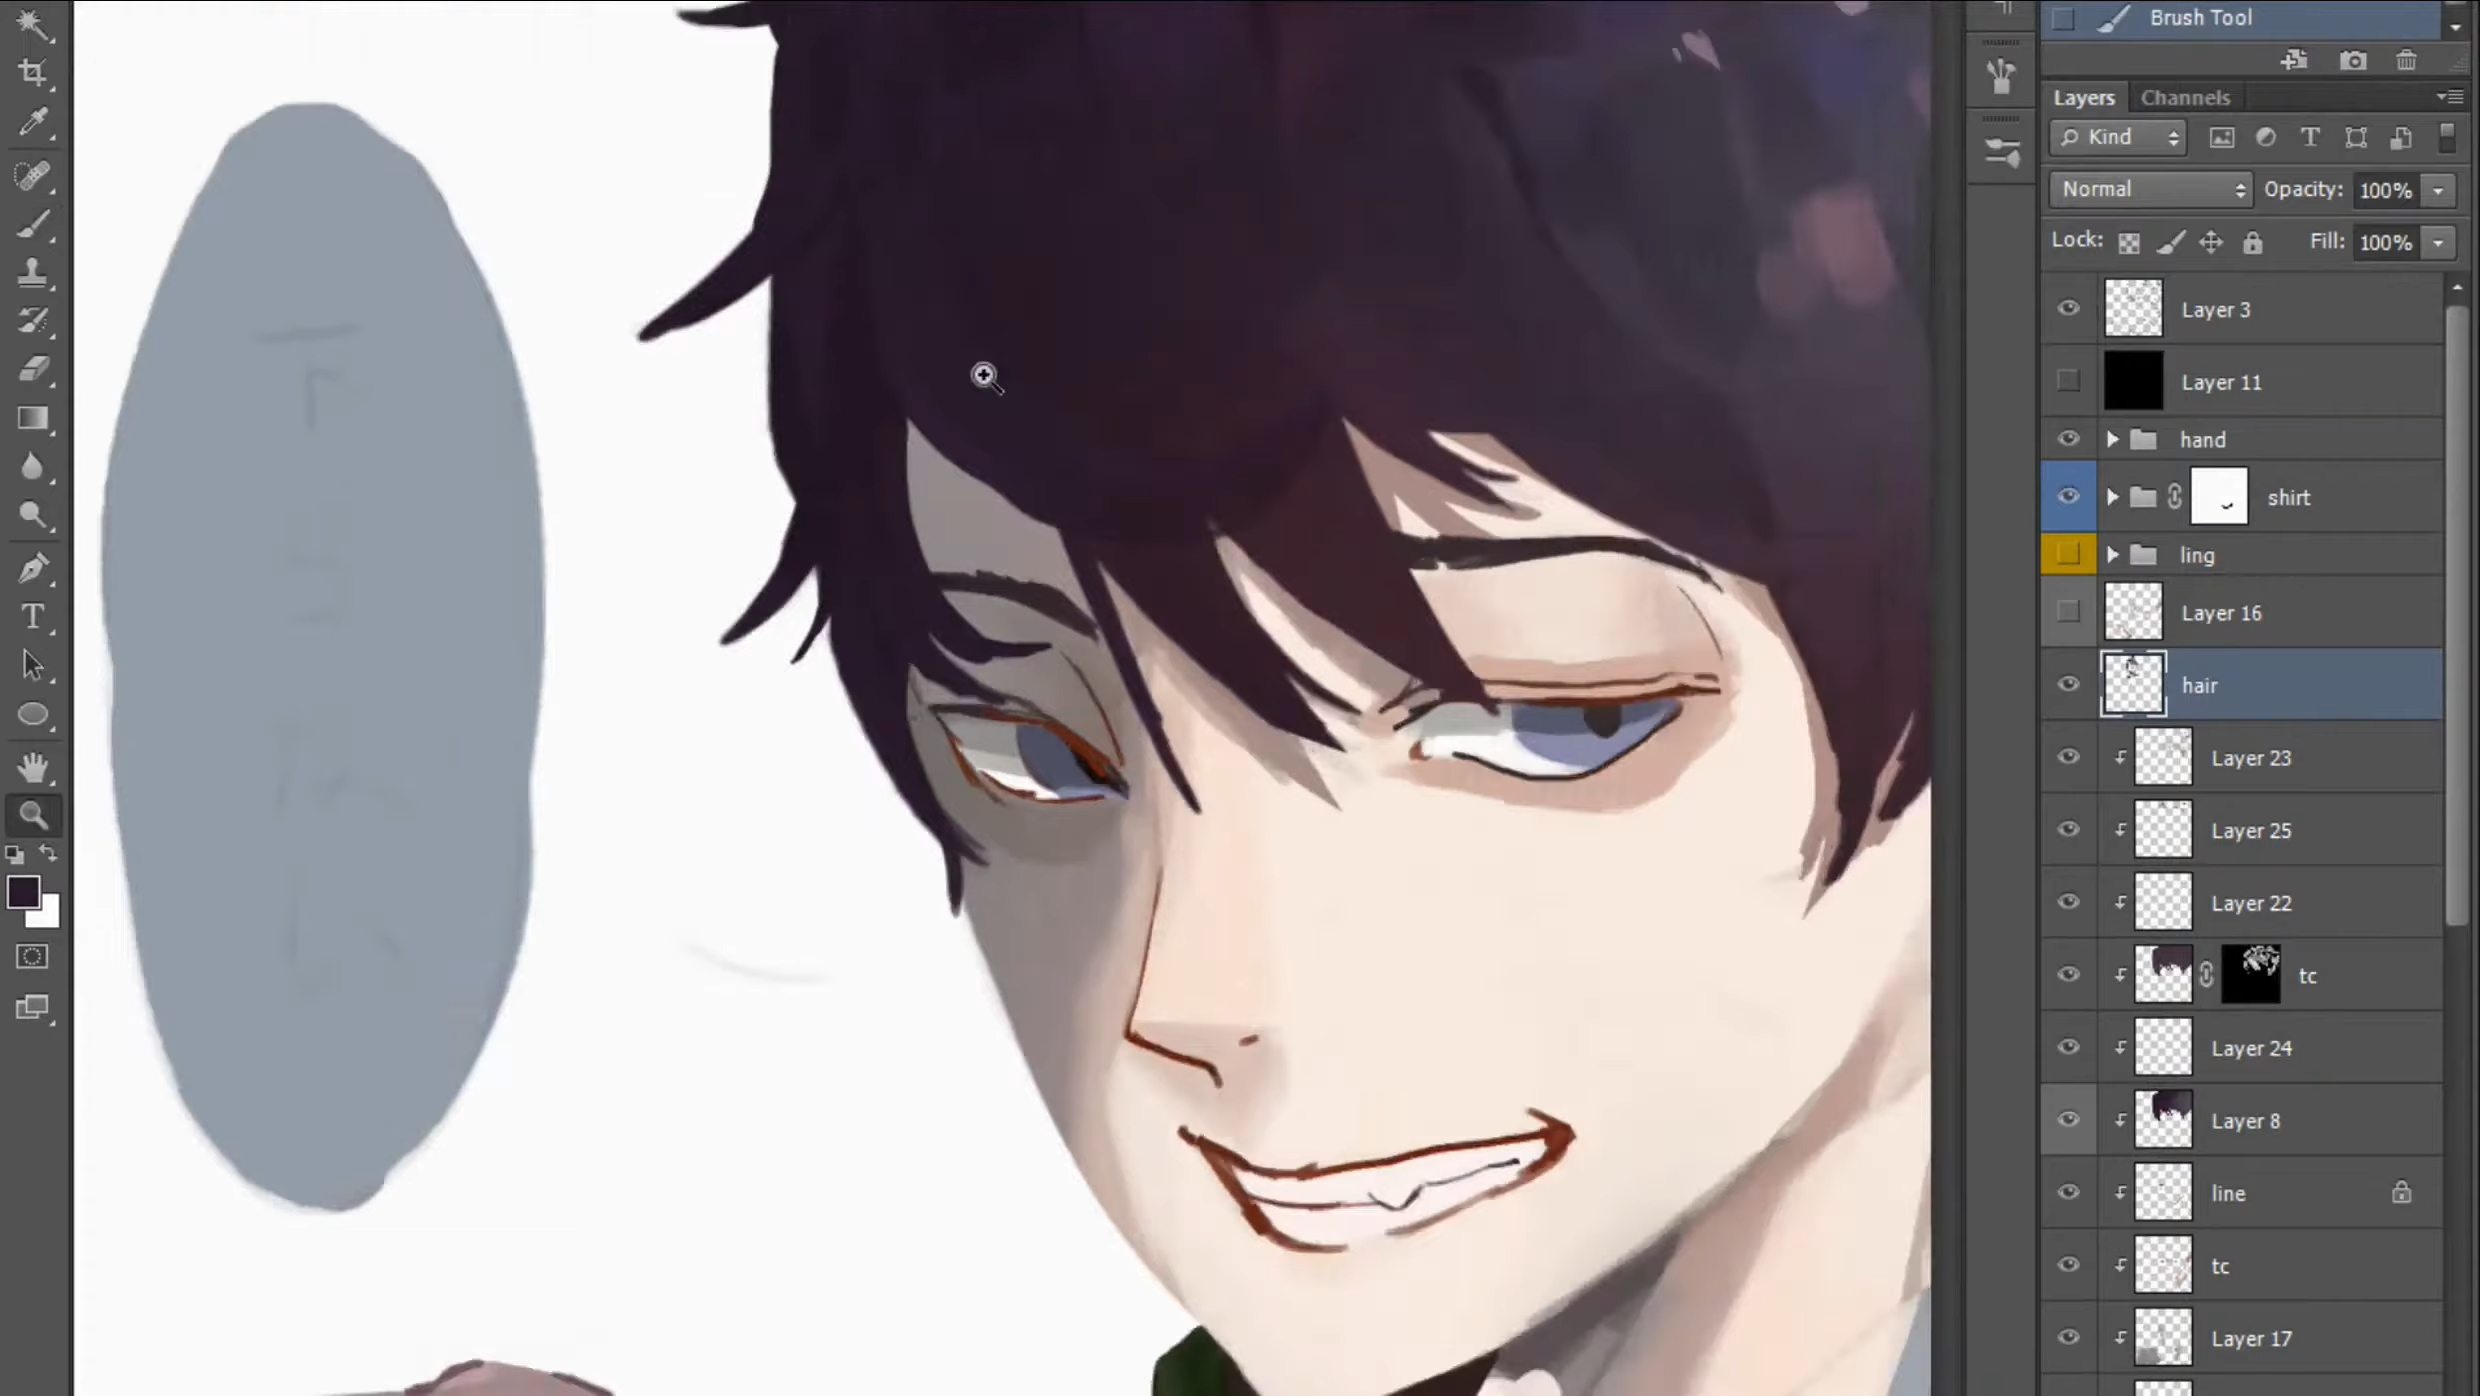 Brush Tool
Layers Channels
Kind T
Normal Opacity: 100%
Lock: Fill: 100%
Layer 3
Layer 11
hand
shirt
ling
Layer 16
hair
Layer 23
Layer 25
Layer 22
tc
Layer 24
Layer 8
line
tc
Layer 17
T